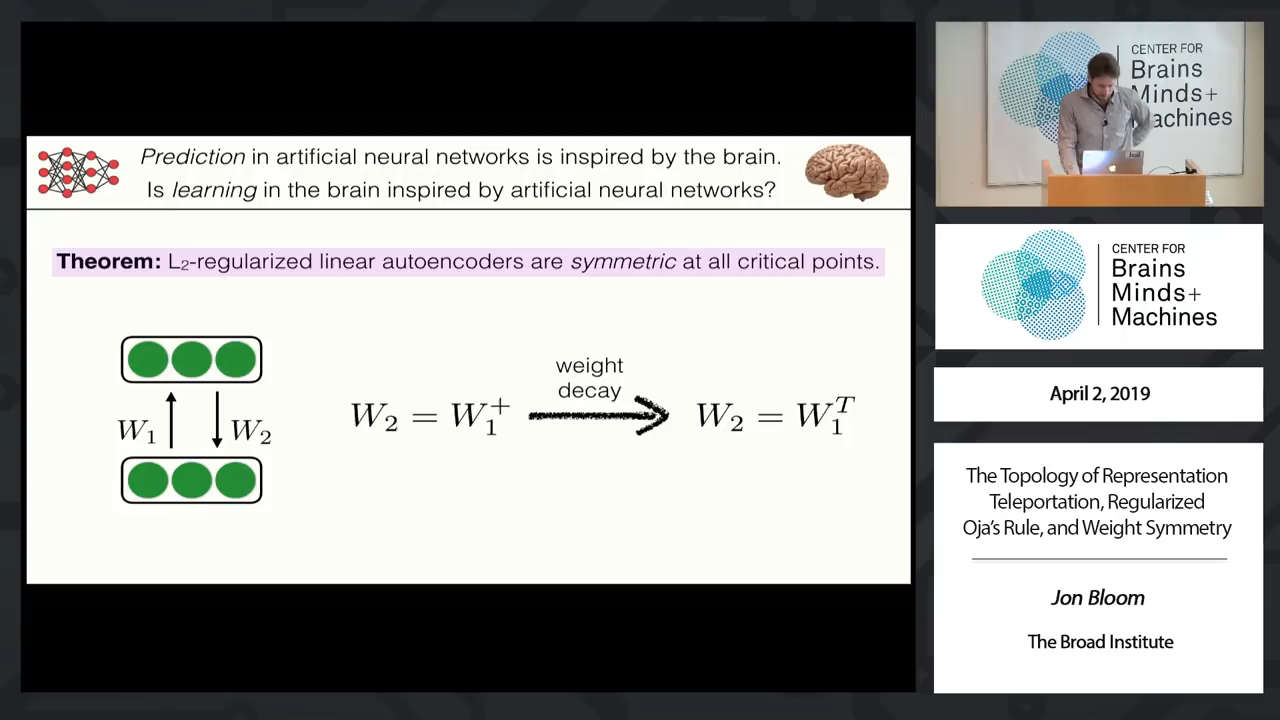 Prediction in artificial neural networks is inspired by the brain.
Is learning in the brain inspired by artificial neural networks?
Theorem: L₂-regularized linear autoencoders are symmetric at all critical points.
W₁
W₂
W₂ = W₁⁺
weight
decay
W₂ = W₁ᵀ
CENTER FOR
Brains
Minds+
Machines
hail
CENTER FOR
Brains
Minds+
Machines
April 2, 2019
The Topology of Representation
Teleportation, Regularized
Oja's Rule, and Weight Symmetry
Jon Bloom
The Broad Institute